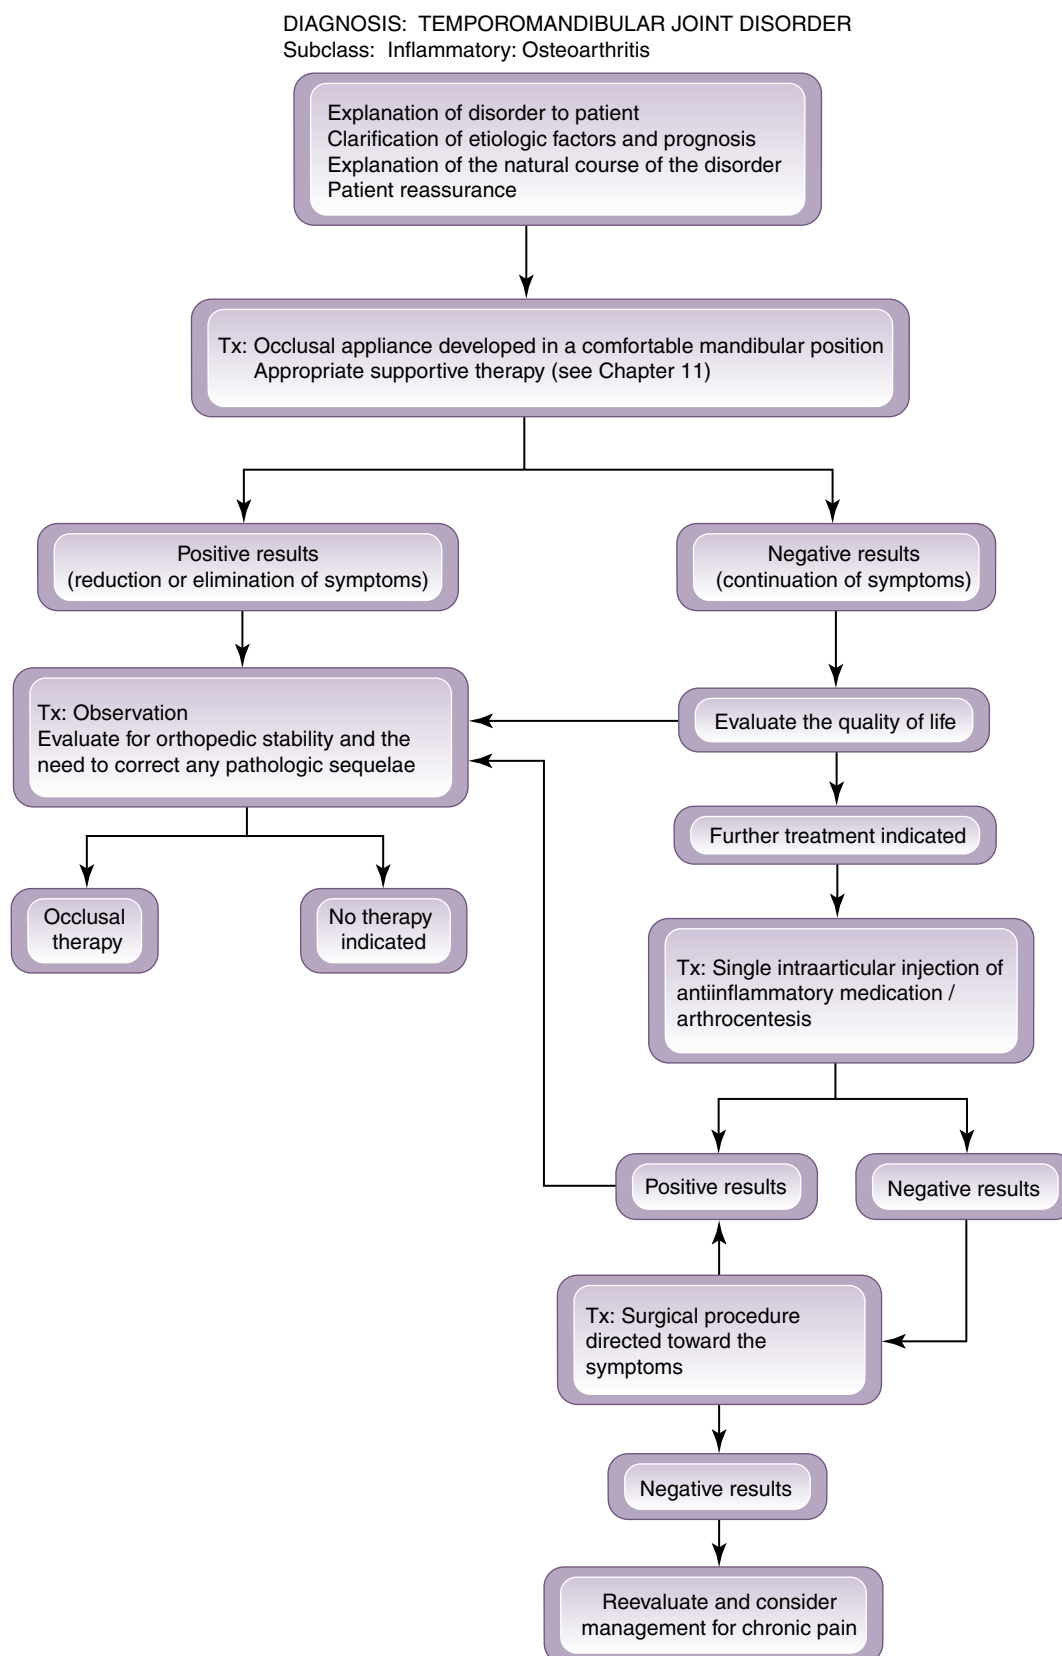 DIAGNOSIS: TEMPOROMANDIBULAR JOINT DISORDER
Subclass: Inflammatory: Osteoarthritis
Explanation of disorder to patient
Clarification of etiologic factors and prognosis
Explanation of the natural course of the disorder
Patient reassurance
Tx: Occlusal appliance developed in a comfortable mandibular position
Appropriate supportive therapy (see Chapter 11)
Positive results
(reduction or elimination of symptoms)
Negative results
(continuation of symptoms)
Tx: Observation
Evaluate for orthopedic stability and the
need to correct any pathologic sequelae
Evaluate the quality of life
Further treatment indicated
Occlusal
therapy
No therapy
indicated
Tx: Single intraarticular injection of
antiinflammatory medication /
arthrocentesis
Positive results
Negative results
Tx: Surgical procedure
directed toward the
symptoms
Negative results
Reevaluate and consider
management for chronic pain